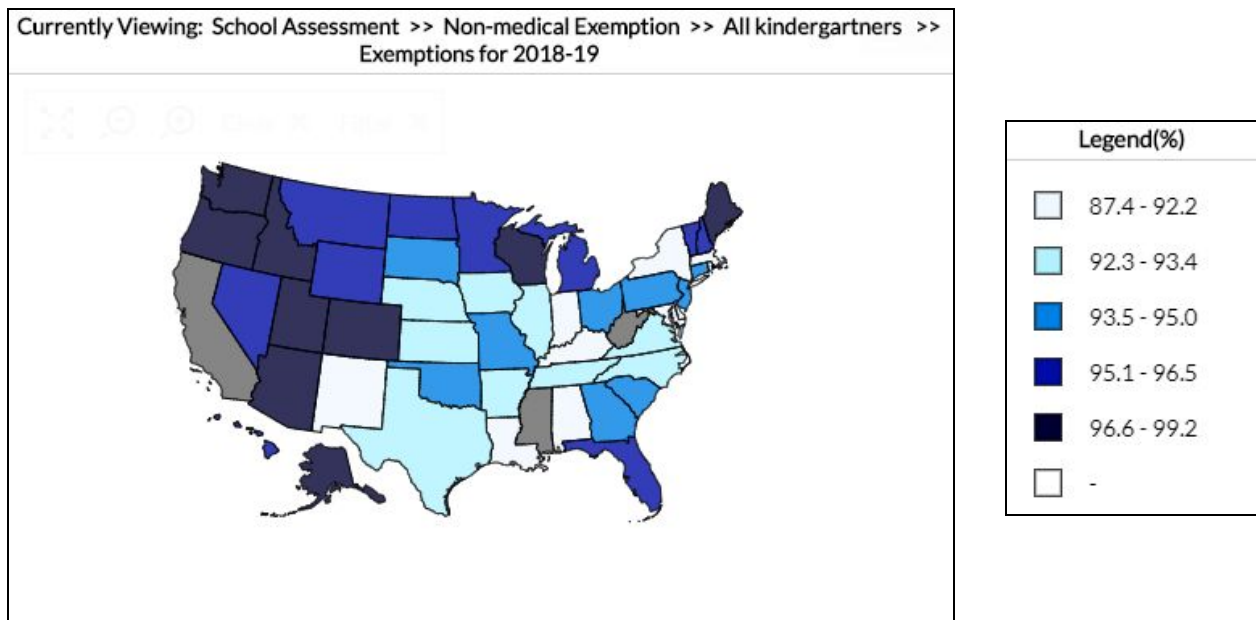 Currently Viewing: School Assessment >> Non-medical Exemption >> All kindergartners >>
Exemptions for 2018-19
Legend(%)
87.4 - 92.2
92.3 - 93.4
93.5 - 95.0
95.1 - 96.5
96.6 - 99.2
-